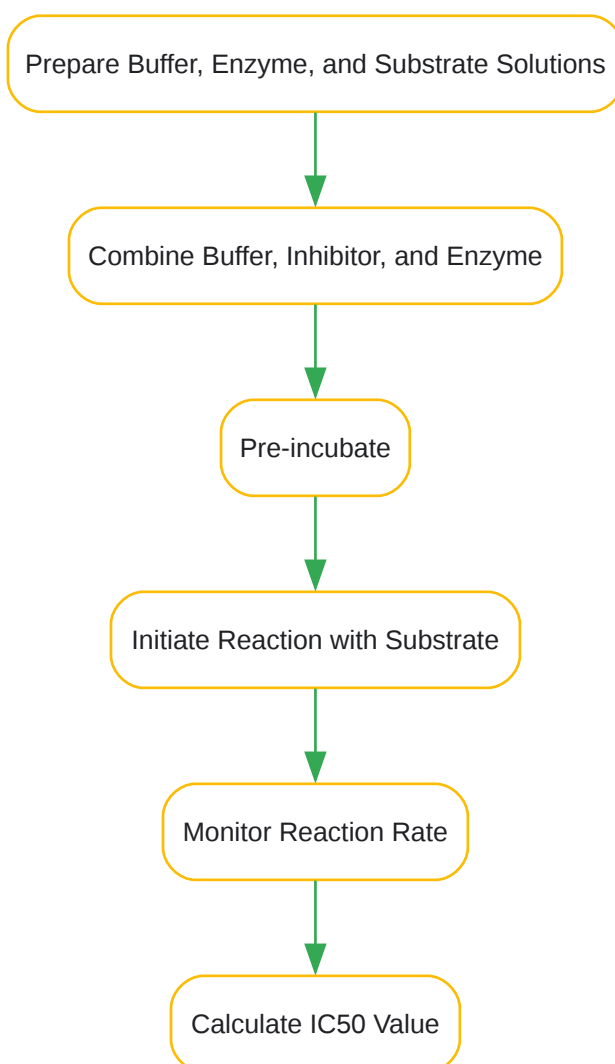 Prepare Buffer, Enzyme, and Substrate Solutions
Combine Buffer, Inhibitor, and Enzyme
Pre-incubate
Initiate Reaction with Substrate
Monitor Reaction Rate
Calculate IC50 Value